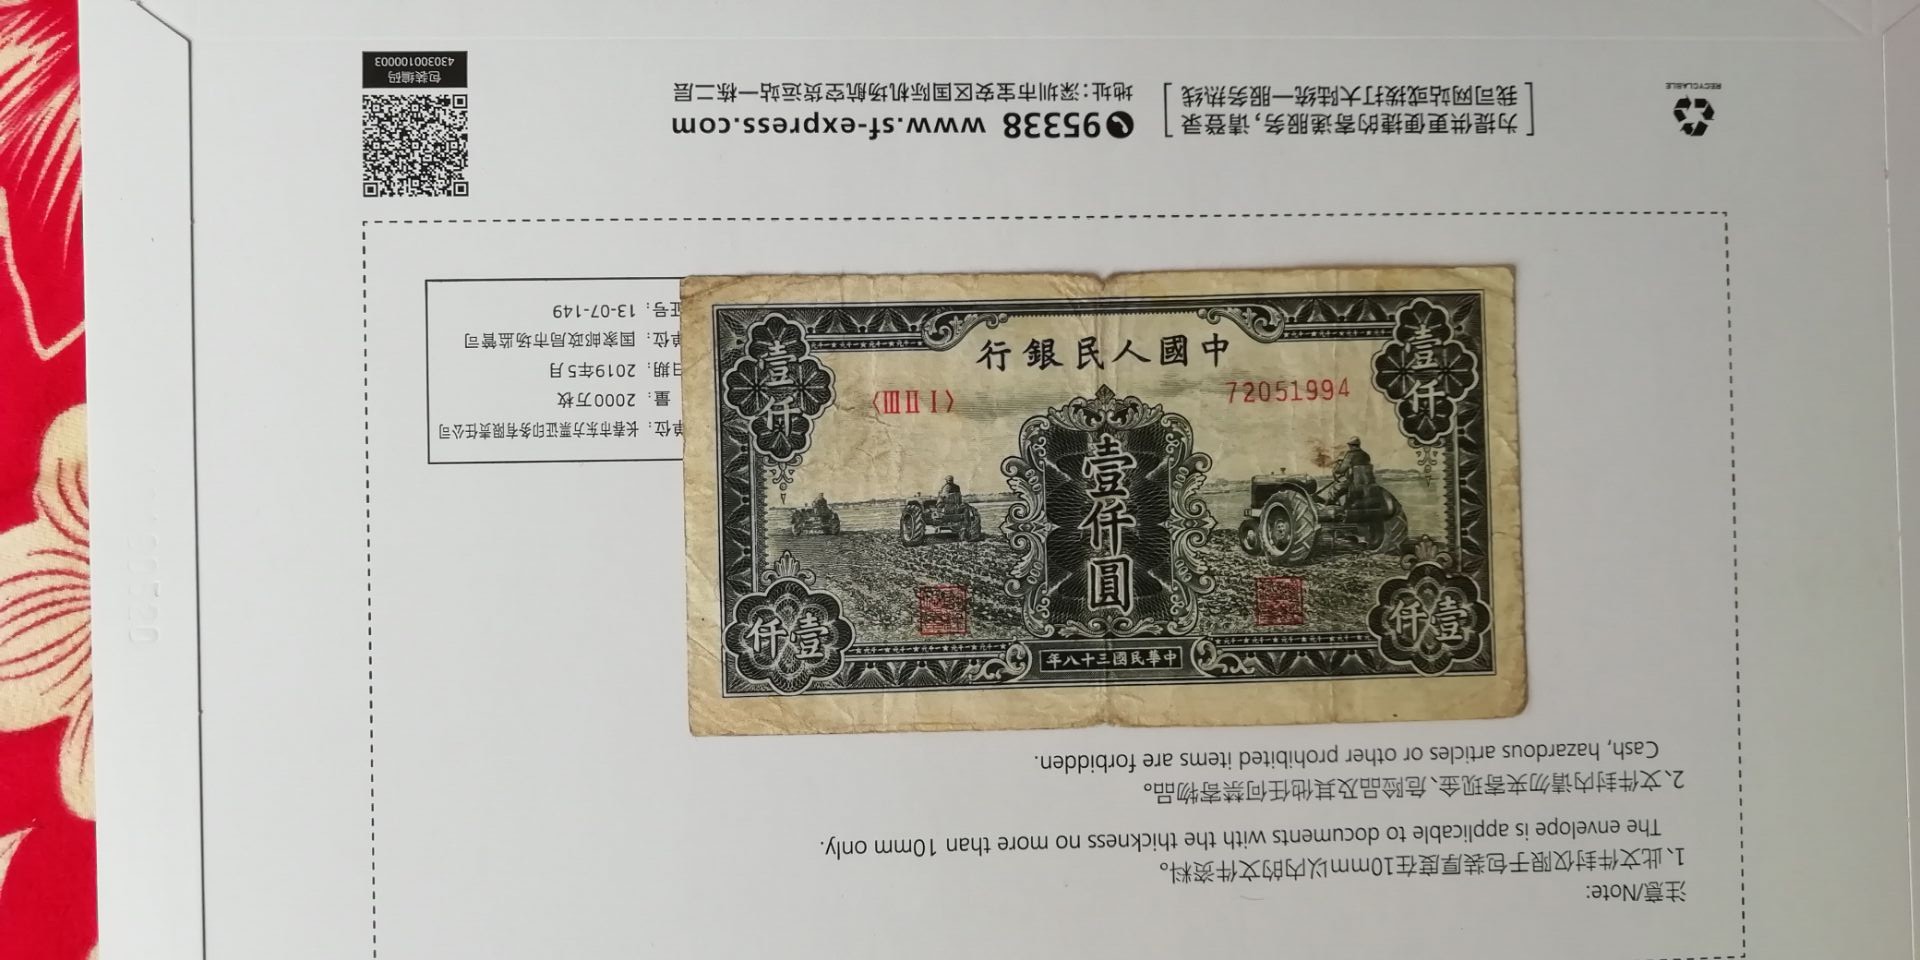 包装编码
430300100003
为提供更便捷的寄递服务,请登录
我司网站或拨打大陆统一服务热线
95338 www.sf-express.com
地址:深圳市宝安区国际机场航空货运站一栋二层
RECYCLABLE
单位:长春市东方票证印务有限责任公司
量:2000万枚
日期:2019年5月
单位:国家邮政局市场监管司
证号:13-07-149
中國人民銀行
〈III II I〉
72051994
壹仟
壹仟
壹仟圓
壹仟
壹仟
中華民國三十八年
注意/Note:
1、此文件封仅限于包装厚度在10mm以内的文件资料。
The envelope is applicable to documents with the thickness no more than 10mm only.
2、文件封内请勿夹寄现金、危险品及其他任何禁寄物品。
Cash, hazardous articles or other prohibited items are forbidden.